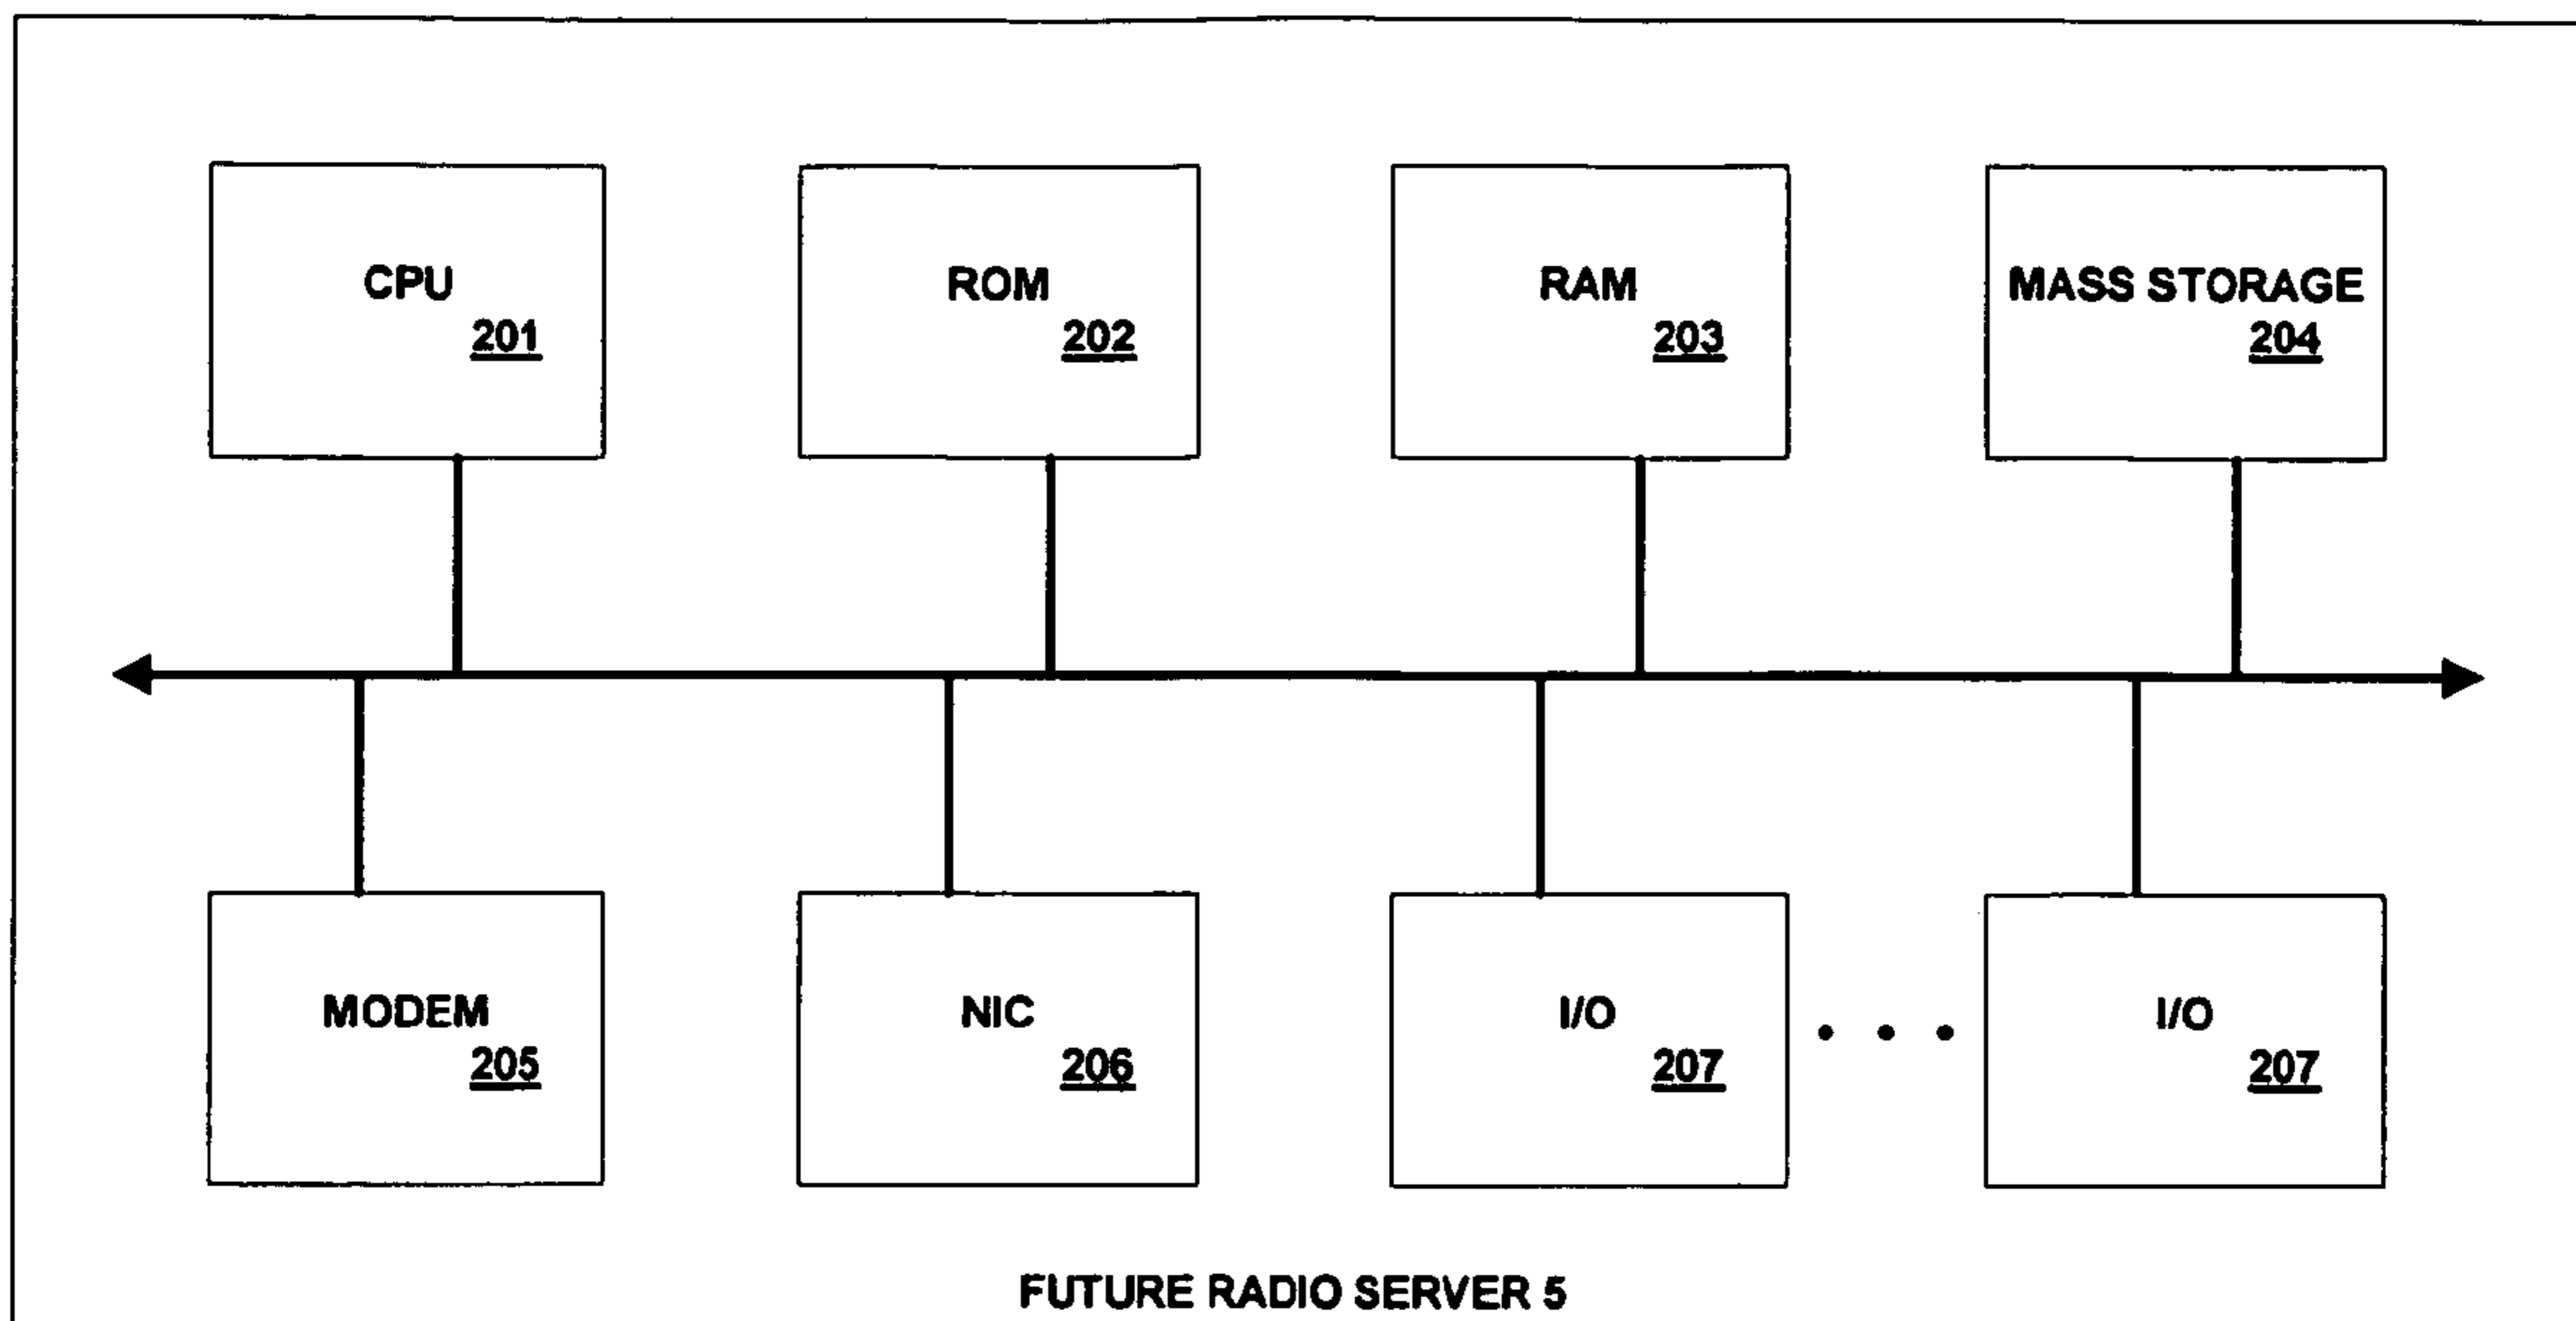 CPU
201
ROM
202
RAM
203
MASS STORAGE
204
MODEM
205
NIC
206
I/O
207
I/O
207
FUTURE RADIO SERVER 5